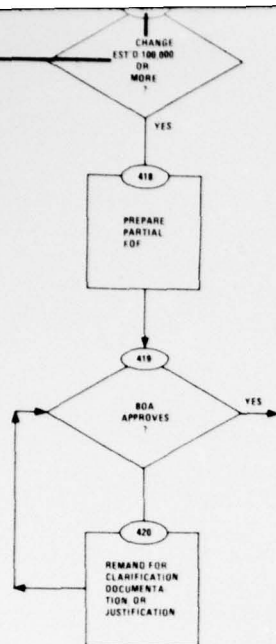 CHANGE
EST'D 100.000
OR
MORE
?
YES
418
PREPARE
PARTIAL
FOF
419
BOA
APPROVES
?
YES
420
REMAND FOR
CLARIFICATION
DOCUMENTA
TION OR
JUSTIFICATION